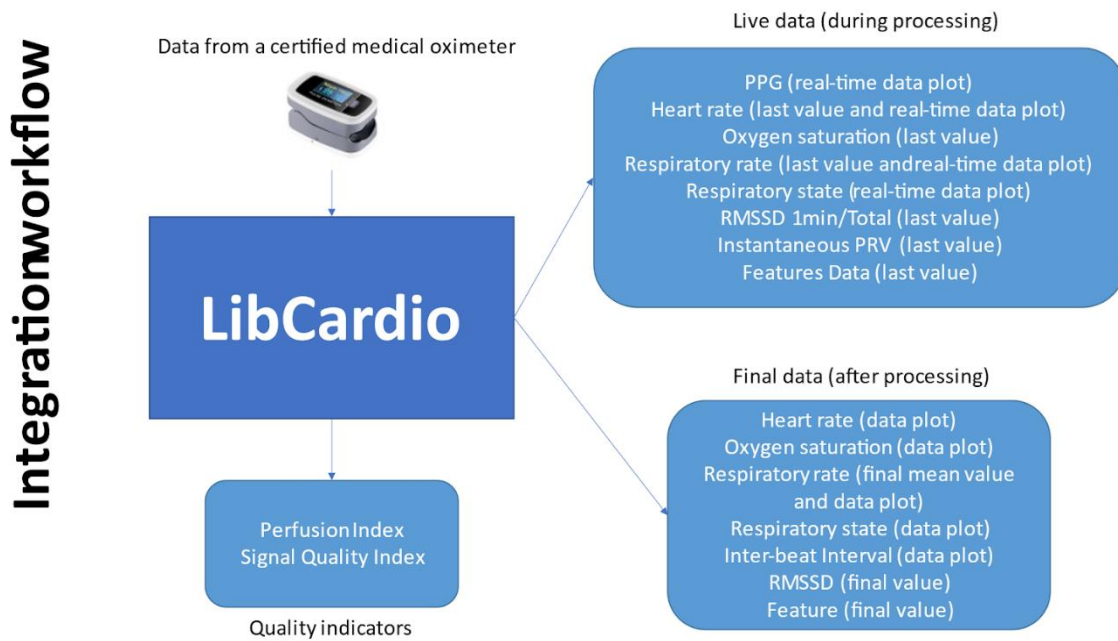 Integrationworkflow
Data from a certified medical oximeter
LibCardio
Perfusion Index
Signal Quality Index
Quality indicators
Live data (during processing)
PPG (real-time data plot)
Heart rate (last value and real-time data plot)
Oxygen saturation (last value)
Respiratory rate (last value andreal-time data plot)
Respiratory state (real-time data plot)
RMSSD 1min/Total (last value)
Instantaneous PRV (last value)
Features Data (last value)
Final data (after processing)
Heart rate (data plot)
Oxygen saturation (data plot)
Respiratory rate (final mean value
and data plot)
Respiratory state (data plot)
Inter-beat Interval (data plot)
RMSSD (final value)
Feature (final value)